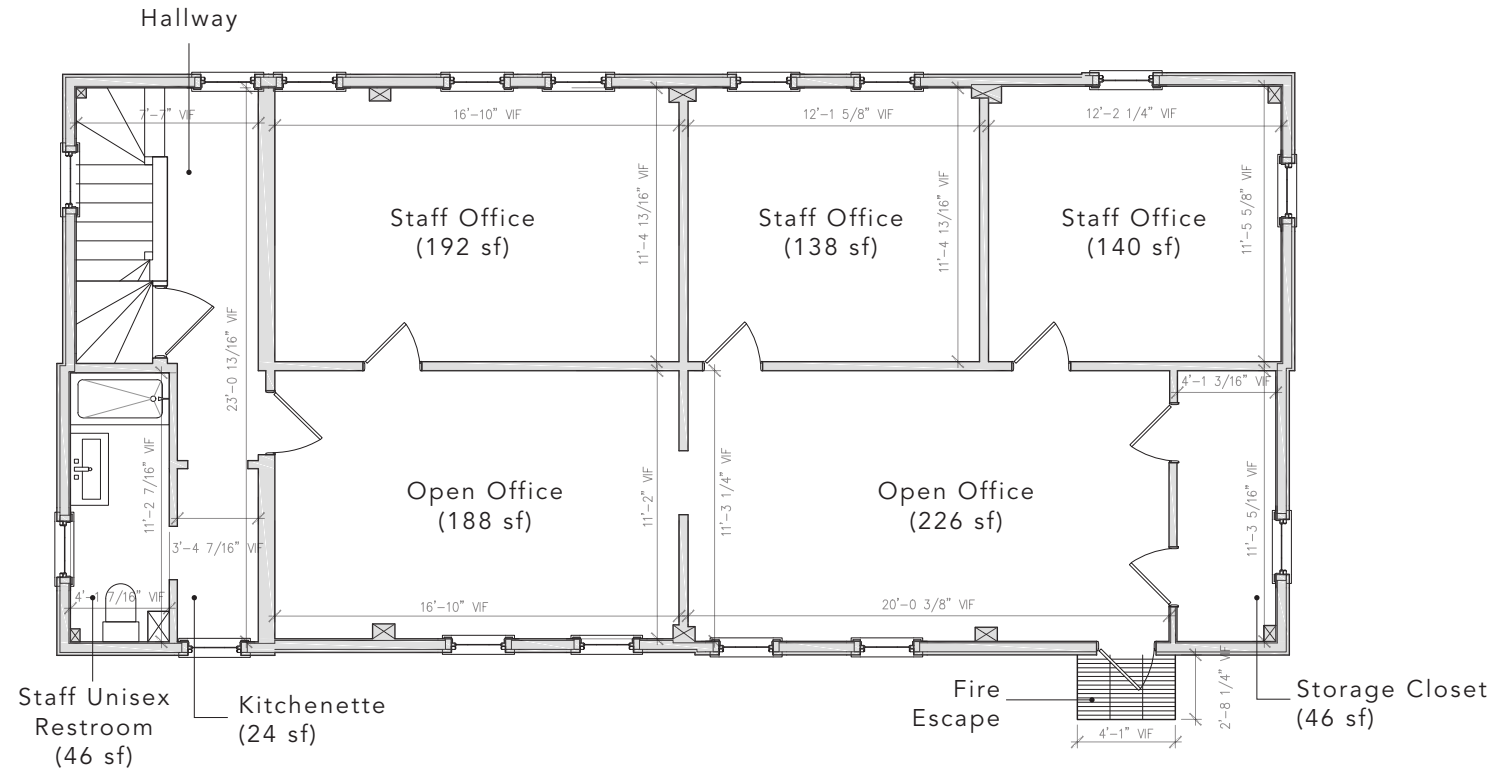 Hallway
7'-7" VIF
16'-10" VIF
12'-1 5/8" VIF
12'-2 1/4" VIF
11'-4 13/16" VIF
11'-4 13/16" VIF
11'-5 5/8" VIF
Staff Office
(192 sf)
Staff Office
(138 sf)
Staff Office
(140 sf)
23'-0 13/16" VIF
4'-1 3/16" VIF
11'-2 7/16" VIF
11'-2" VIF
11'-3 1/4" VIF
11'-3 5/16" VIF
Open Office
(188 sf)
Open Office
(226 sf)
3'-4 7/16" VIF
4'-1 7/16" VIF
16'-10" VIF
20'-0 3/8" VIF
Staff Unisex
Restroom
(46 sf)
Kitchenette
(24 sf)
Fire
Escape
2'-8 1/4" VIF
4'-1" VIF
Storage Closet
(46 sf)